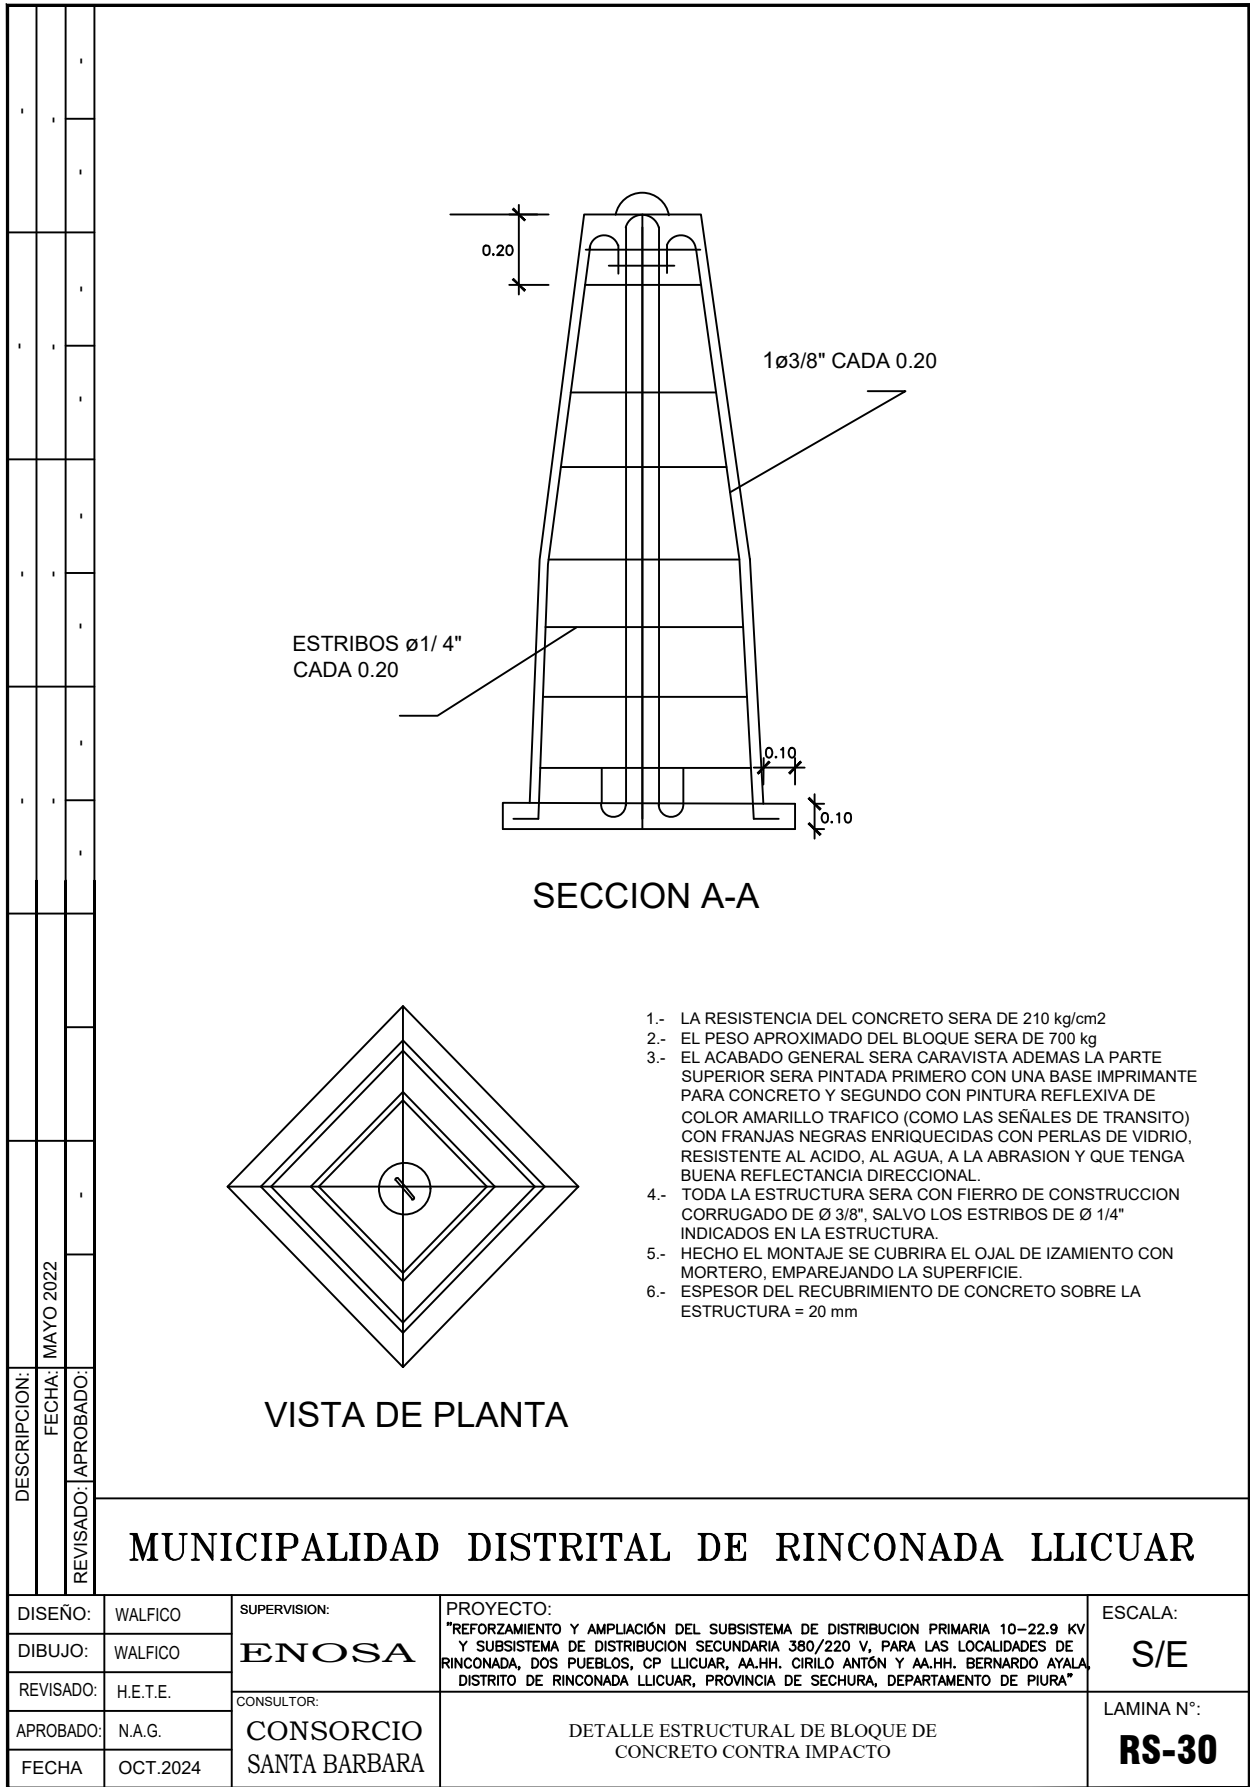 0.20
1ø3/8" CADA 0.20
ESTRIBOS ø1/ 4"
CADA 0.20
0.10
0.10
SECCION A-A
1.- LA RESISTENCIA DEL CONCRETO SERA DE 210 kg/cm2
2.- EL PESO APROXIMADO DEL BLOQUE SERA DE 700 kg
3.- EL ACABADO GENERAL SERA CARAVISTA ADEMAS LA PARTE
SUPERIOR SERA PINTADA PRIMERO CON UNA BASE IMPRIMANTE
PARA CONCRETO Y SEGUNDO CON PINTURA REFLEXIVA DE
COLOR AMARILLO TRAFICO (COMO LAS SEÑALES DE TRANSITO)
CON FRANJAS NEGRAS ENRIQUECIDAS CON PERLAS DE VIDRIO,
RESISTENTE AL ACIDO, AL AGUA, A LA ABRASION Y QUE TENGA
BUENA REFLECTANCIA DIRECCIONAL.
4.- TODA LA ESTRUCTURA SERA CON FIERRO DE CONSTRUCCION
CORRUGADO DE Ø 3/8", SALVO LOS ESTRIBOS DE Ø 1/4"
INDICADOS EN LA ESTRUCTURA.
5.- HECHO EL MONTAJE SE CUBRIRA EL OJAL DE IZAMIENTO CON
MORTERO, EMPAREJANDO LA SUPERFICIE.
6.- ESPESOR DEL RECUBRIMIENTO DE CONCRETO SOBRE LA
ESTRUCTURA = 20 mm
VISTA DE PLANTA
DESCRIPCION:
FECHA: MAYO 2022
REVISADO: APROBADO:
MUNICIPALIDAD DISTRITAL DE RINCONADA LLICUAR
DISEÑO: WALFICO
DIBUJO: WALFICO
REVISADO: H.E.T.E.
APROBADO: N.A.G.
FECHA OCT.2024
SUPERVISION:
ENOSA
CONSULTOR:
CONSORCIO
SANTA BARBARA
PROYECTO:
"REFORZAMIENTO Y AMPLIACIÓN DEL SUBSISTEMA DE DISTRIBUCION PRIMARIA 10-22.9 KV
Y SUBSISTEMA DE DISTRIBUCION SECUNDARIA 380/220 V, PARA LAS LOCALIDADES DE
RINCONADA, DOS PUEBLOS, CP LLICUAR, AA.HH. CIRILO ANTÓN Y AA.HH. BERNARDO AYALA,
DISTRITO DE RINCONADA LLICUAR, PROVINCIA DE SECHURA, DEPARTAMENTO DE PIURA"
DETALLE ESTRUCTURAL DE BLOQUE DE
CONCRETO CONTRA IMPACTO
ESCALA:
S/E
LAMINA N°:
RS-30